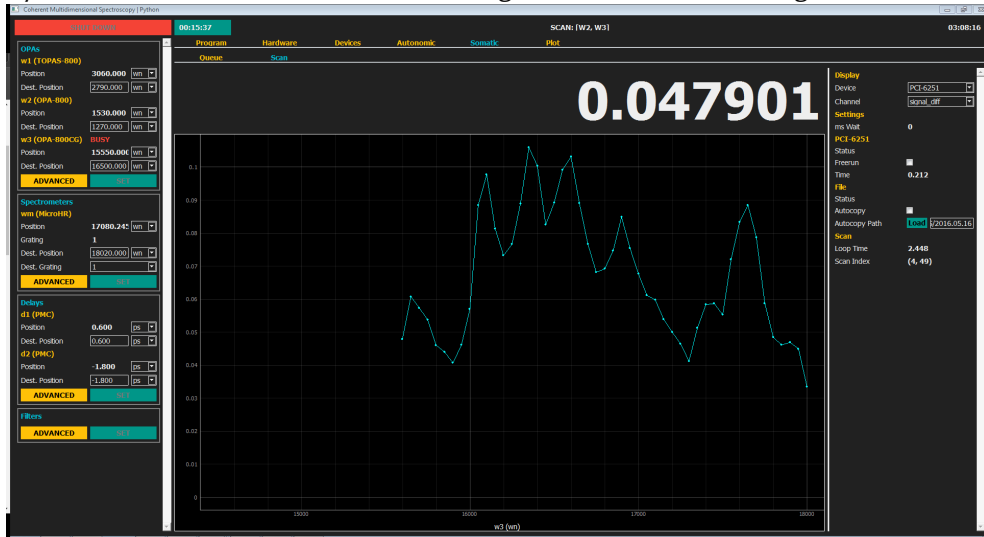 Coherent Multidimensional Spectroscopy | Python
00:15:37
SCAN: [W2, W3]
03:08:16
Program Hardware Devices Autonomic Somatic Plot
Queue Scan
OPAs
w1 (TOPAS-800)
Position 3060.000 wn
Dest. Position 2790.000 wn
w2 (OPA-800)
Position 1530.000 wn
Dest. Position 1270.000 wn
w3 (OPA-800CG) BUSY
Position 15550.00 wn
Dest. Position 16500.000 wn
ADVANCED SET
Spectrometers
wm (MicroHR)
Position 17080.24 wn
Grating 1
Dest. Position 18020.000 wn
Dest. Grating 1
ADVANCED SET
Delays
d1 (PMC)
Position 0.600 ps
Dest. Position 0.600 ps
d2 (PMC)
Position -1.800 ps
Dest. Position -1.800 ps
ADVANCED SET
Filters
ADVANCED SET
0.047901
0.1
0.09
0.08
0.07
0.06
0.05
0.04
0.03
0.02
0.01
0
15000 16000 17000 18000
w3 (wn)
Display
Device PCI-6251
Channel signal_diff
Settings
ms Wait 0
PCI-6251
Status
Freerun
Time 0.212
File
Status
Autocopy
Autocopy Path Load /2016.05.16
Scan
Loop Time 2.448
Scan Index (4, 49)